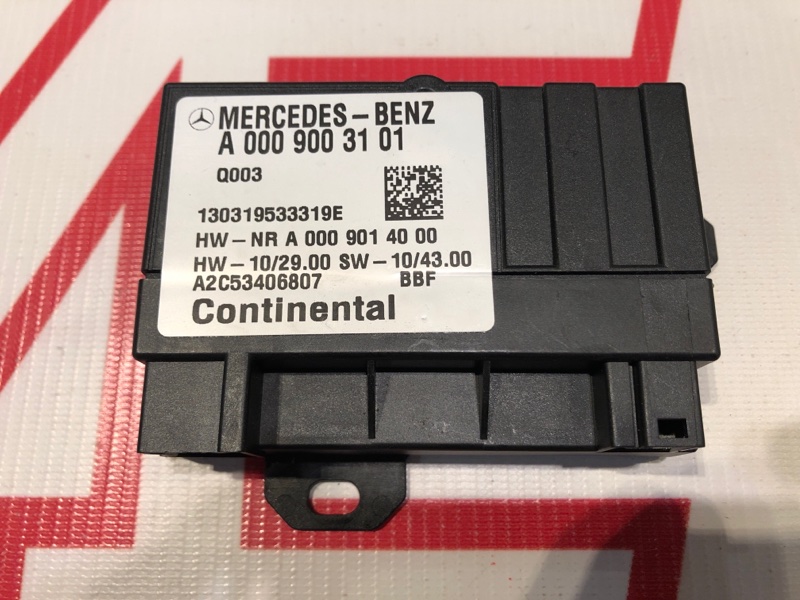 MERCEDES-BENZ
A 000 900 31 01
Q003
130319533319E
HW-NR A 000 901 40 00
HW-10/29.00 SW-10/43.00
A2C53406807 BBF
Continental